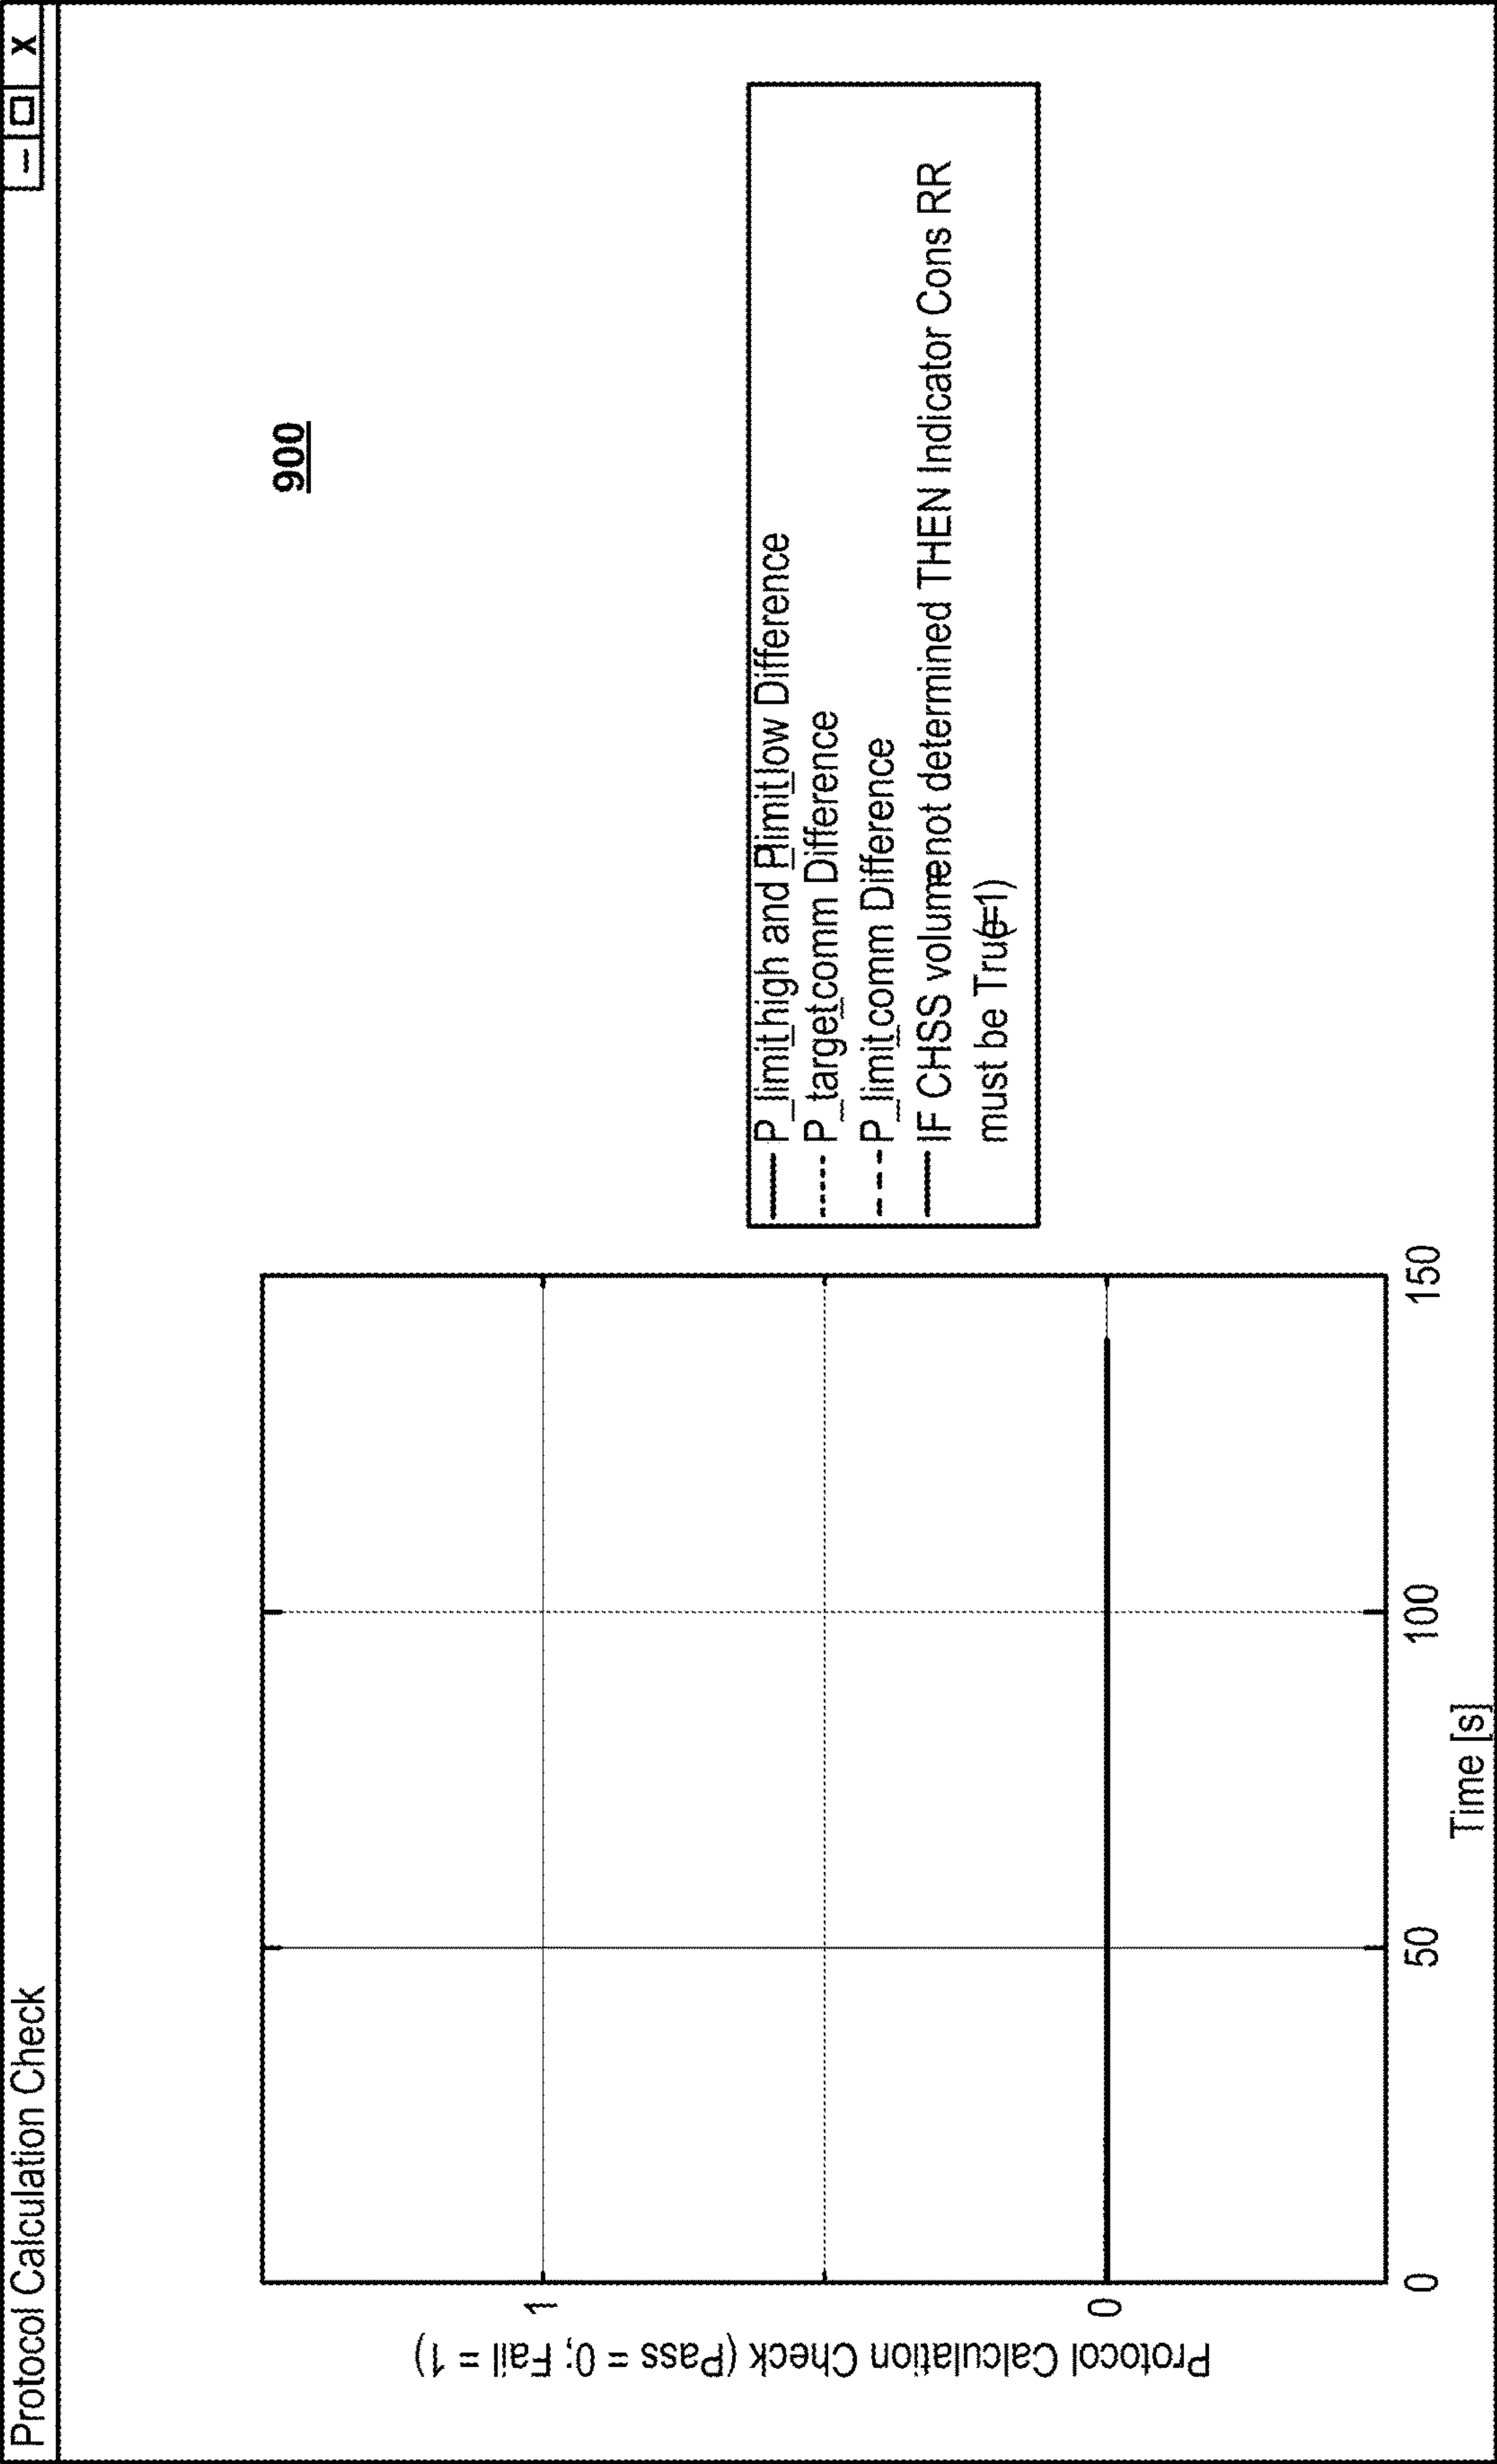 Protocol Calculation Check
– □ X
900
P_limit_high and P_limit_low Difference
P_target_comm Difference
P_limit_comm Difference
IF CHSS volume not determined THEN Indicator Cons RR
must be True(=1)
Protocol Calculation Check (Pass = 0; Fail = 1)
1
0
0
50
100
150
Time [s]